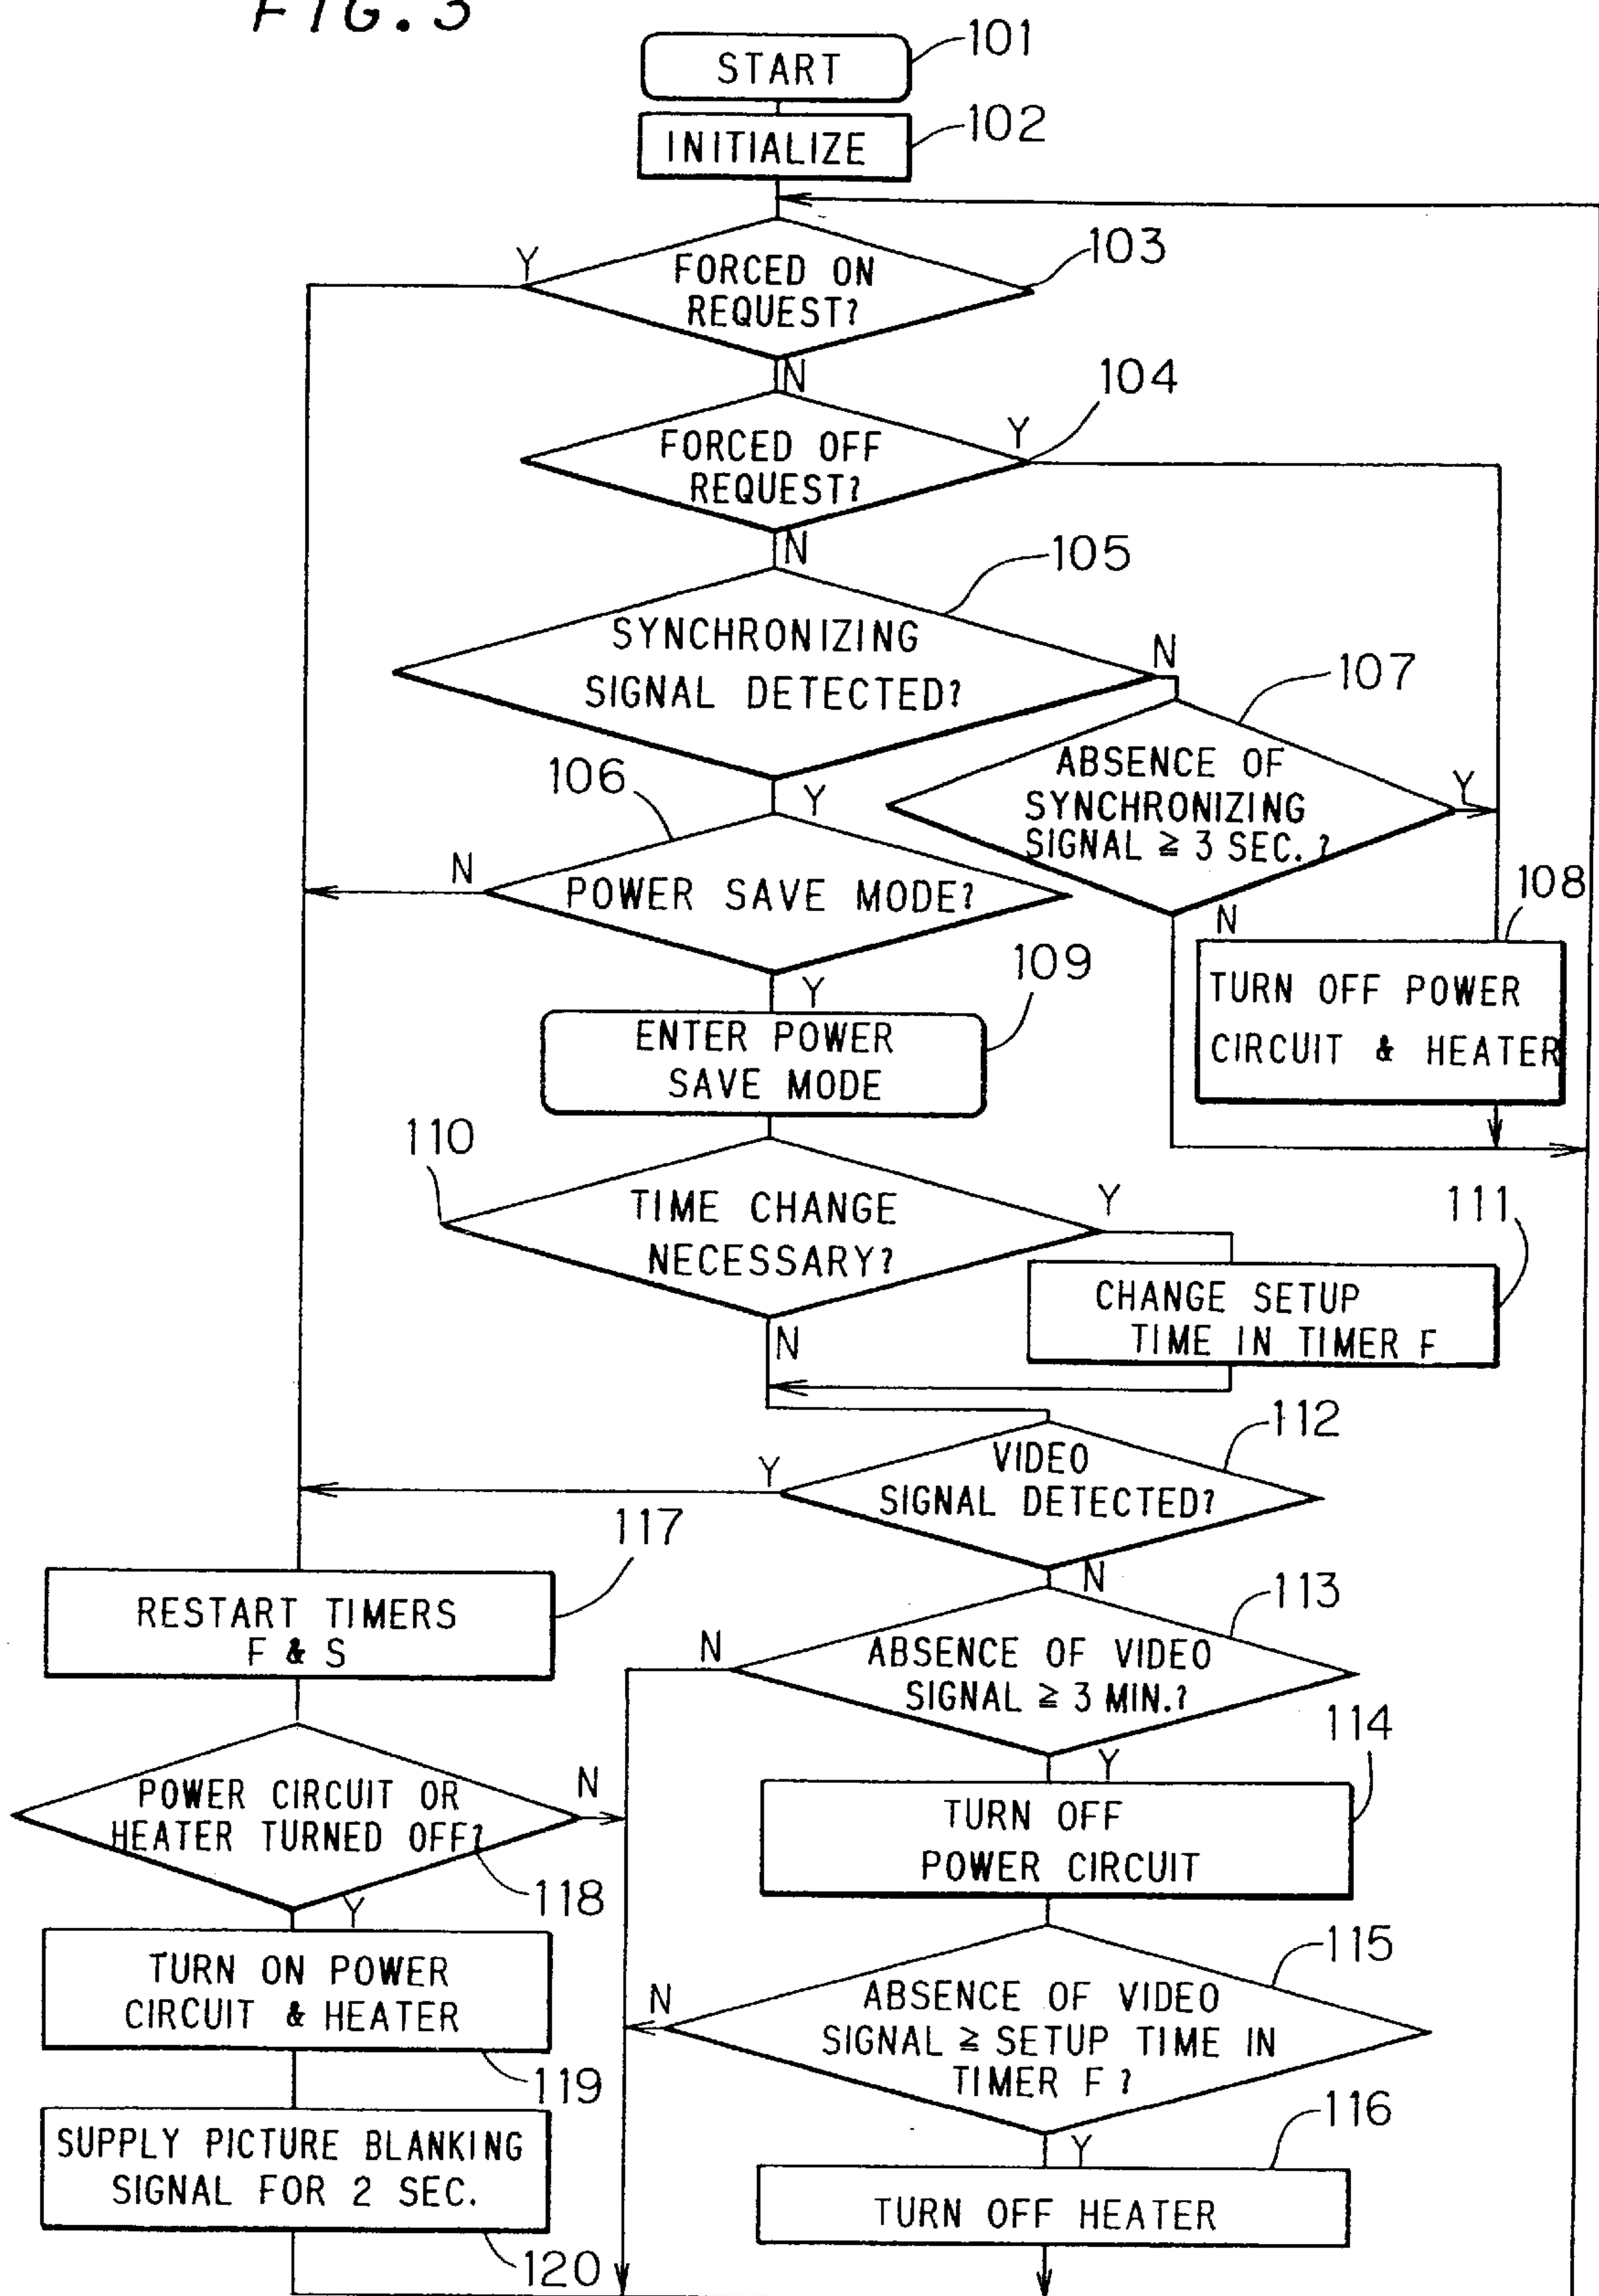 FIG. 3
START
101
INITIALIZE
102
Y
FORCED ON
REQUEST?
103
N
FORCED OFF
REQUEST?
Y
104
N
SYNCHRONIZING
SIGNAL DETECTED?
105
N
Y
ABSENCE OF
SYNCHRONIZING
SIGNAL ≥ 3 SEC.?
107
Y
N
106
N
POWER SAVE MODE?
Y
108
TURN OFF POWER
CIRCUIT & HEATER
ENTER POWER
SAVE MODE
109
110
TIME CHANGE
NECESSARY?
Y
N
111
CHANGE SETUP
TIME IN TIMER F
112
Y
VIDEO
SIGNAL DETECTED?
N
117
RESTART TIMERS
F & S
113
N
ABSENCE OF VIDEO
SIGNAL ≥ 3 MIN.?
Y
POWER CIRCUIT OR
HEATER TURNED OFF?
N
118
Y
114
TURN OFF
POWER CIRCUIT
TURN ON POWER
CIRCUIT & HEATER
119
115
N
ABSENCE OF VIDEO
SIGNAL ≥ SETUP TIME IN
TIMER F ?
Y
SUPPLY PICTURE BLANKING
SIGNAL FOR 2 SEC.
120
116
TURN OFF HEATER